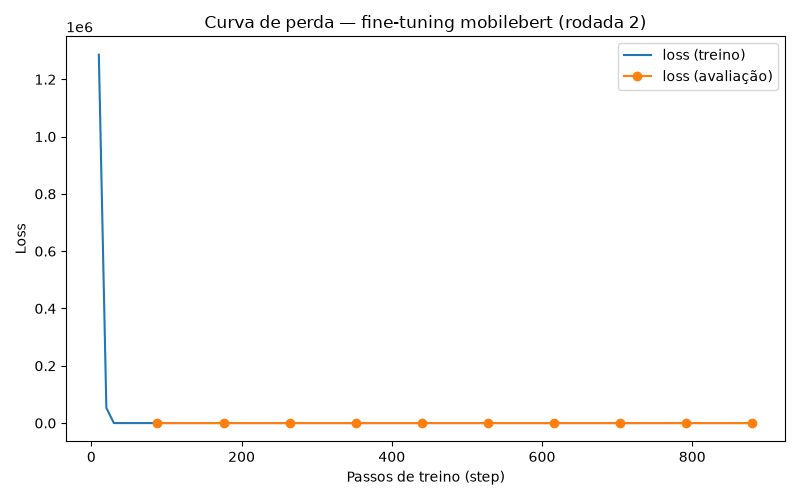 Curva de perda — fine-tuning mobilebert (rodada 2)
1e6
loss (treino)
loss (avaliação)
1.2
1.0
0.8
0.6
0.4
0.2
0.0
Loss
0 200 400 600 800
Passos de treino (step)